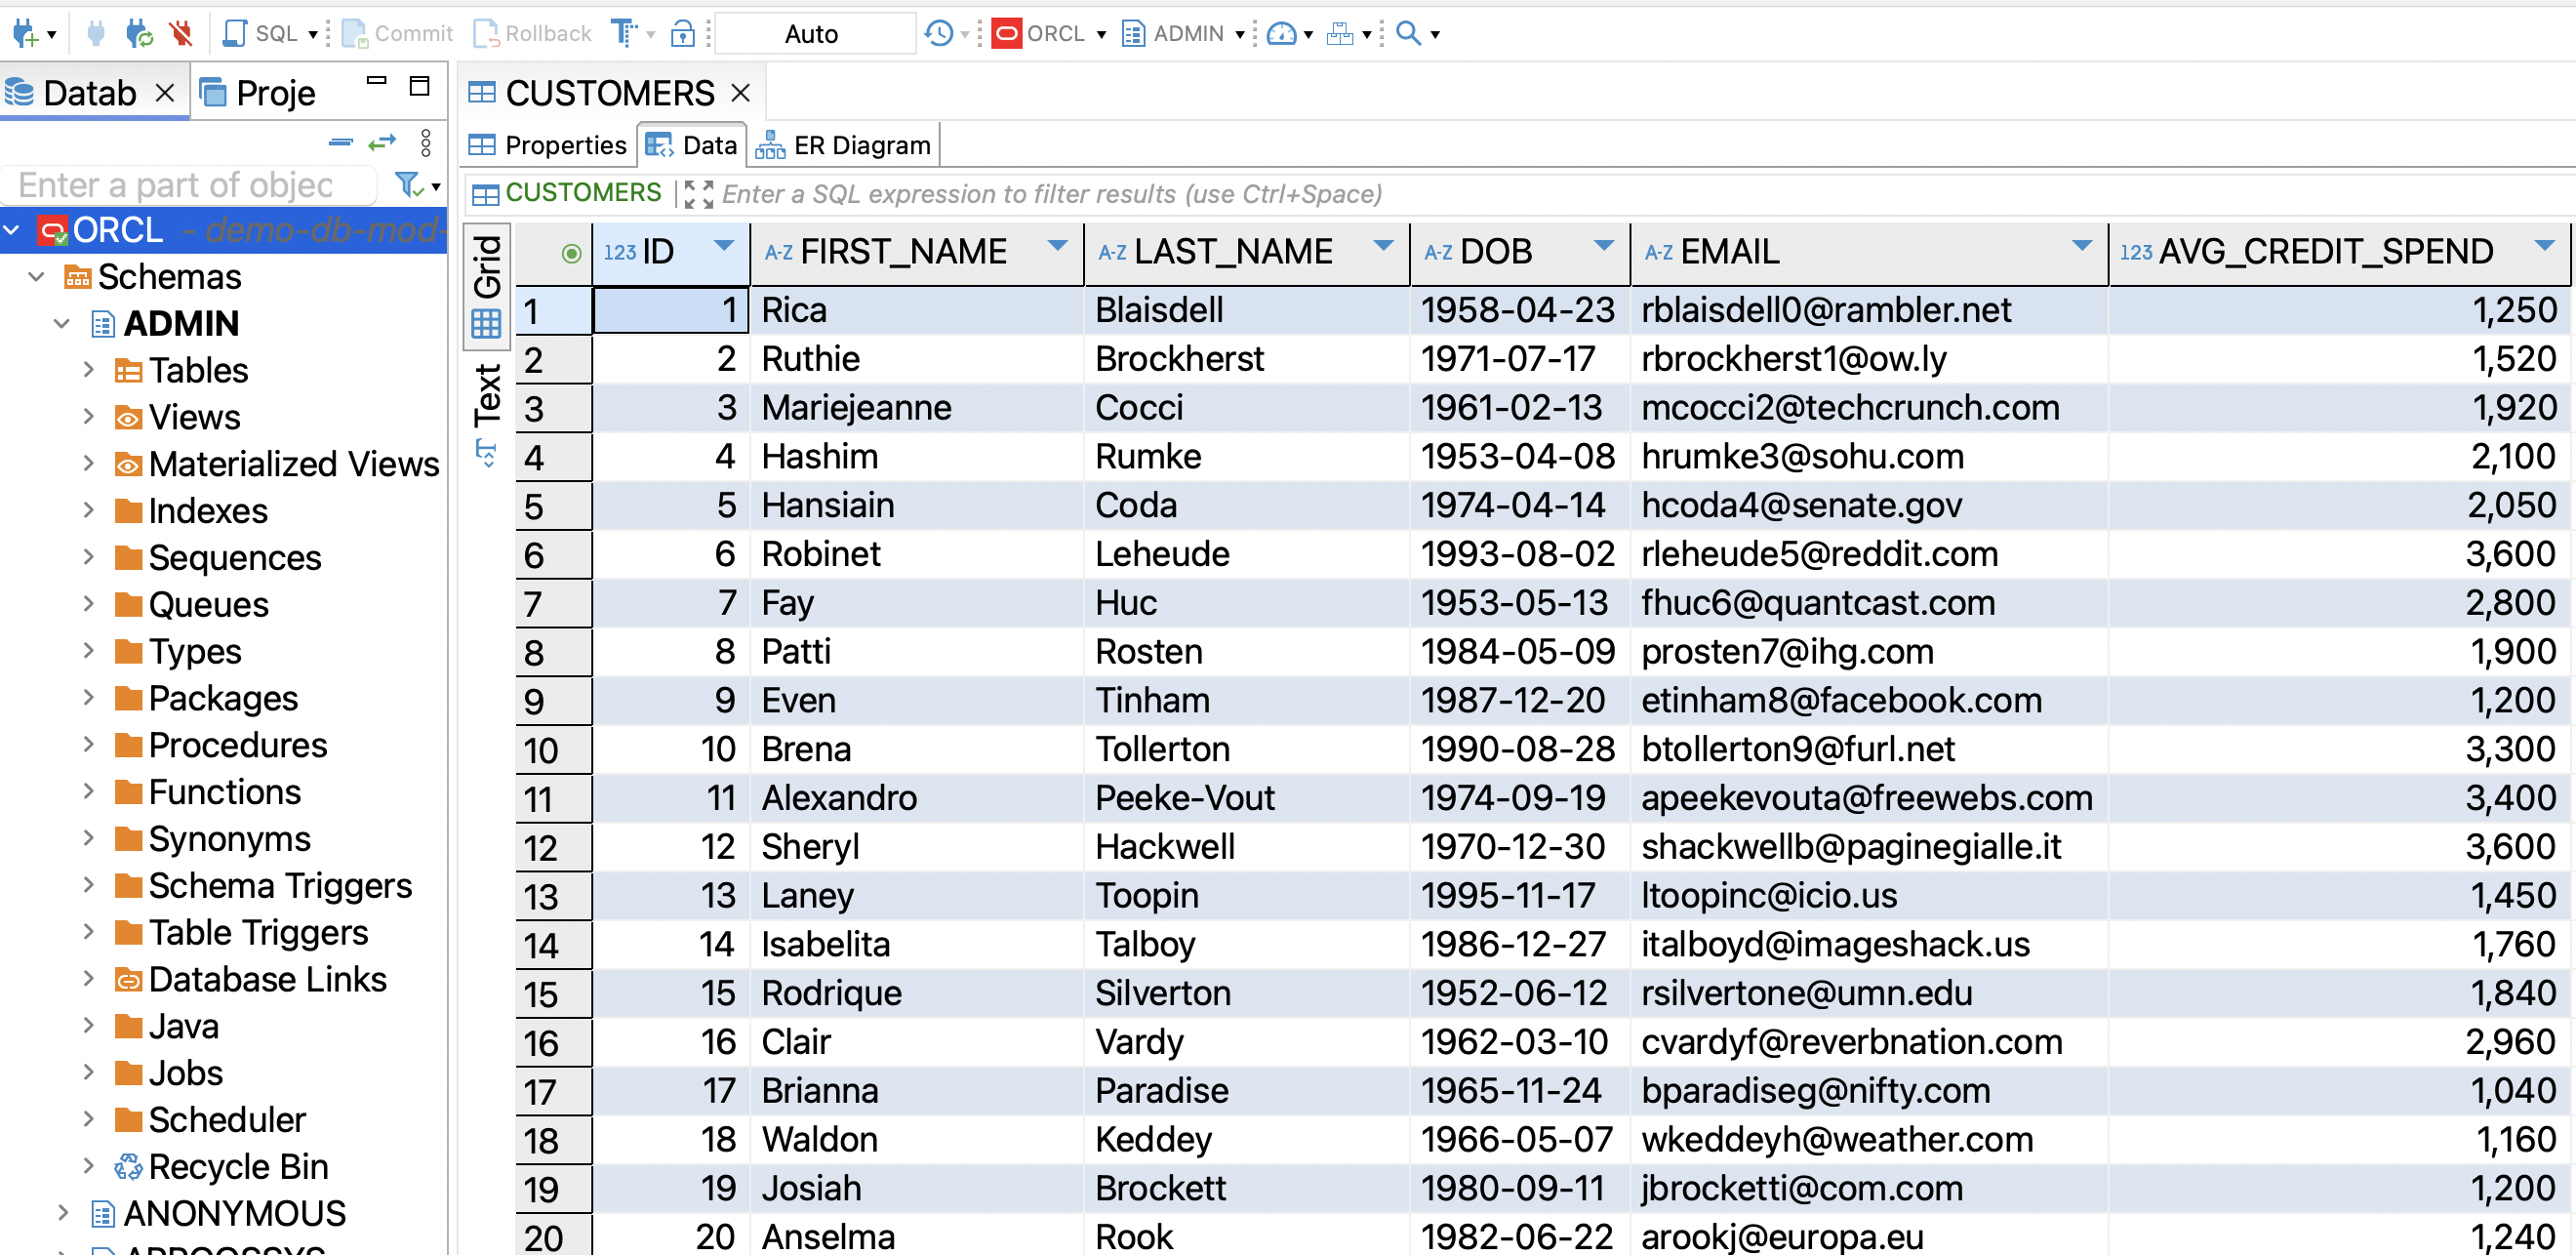 SQL Commit Rollback Auto ORCL ADMIN
Datab Proje
CUSTOMERS
Properties Data ER Diagram
Enter a part of objec
CUSTOMERS Enter a SQL expression to filter results (use Ctrl+Space)
ORCL - demo-db-mod-
Schemas
ADMIN
Tables
Views
Materialized Views
Indexes
Sequences
Queues
Types
Packages
Procedures
Functions
Synonyms
Schema Triggers
Table Triggers
Database Links
Java
Jobs
Scheduler
Recycle Bin
ANONYMOUS
Grid
Text
123 ID A-Z FIRST_NAME A-Z LAST_NAME A-Z DOB A-Z EMAIL 123 AVG_CREDIT_SPEND
1 1 Rica Blaisdell 1958-04-23 rblaisdell0@rambler.net 1,250
2 2 Ruthie Brockherst 1971-07-17 rbrockherst1@ow.ly 1,520
3 3 Mariejeanne Cocci 1961-02-13 mcocci2@techcrunch.com 1,920
4 4 Hashim Rumke 1953-04-08 hrumke3@sohu.com 2,100
5 5 Hansiain Coda 1974-04-14 hcoda4@senate.gov 2,050
6 6 Robinet Leheude 1993-08-02 rleheude5@reddit.com 3,600
7 7 Fay Huc 1953-05-13 fhuc6@quantcast.com 2,800
8 8 Patti Rosten 1984-05-09 prosten7@ihg.com 1,900
9 9 Even Tinham 1987-12-20 etinham8@facebook.com 1,200
10 10 Brena Tollerton 1990-08-28 btollerton9@furl.net 3,300
11 11 Alexandro Peeke-Vout 1974-09-19 apeekevouta@freewebs.com 3,400
12 12 Sheryl Hackwell 1970-12-30 shackwellb@paginegialle.it 3,600
13 13 Laney Toopin 1995-11-17 ltoopinc@icio.us 1,450
14 14 Isabelita Talboy 1986-12-27 italboyd@imageshack.us 1,760
15 15 Rodrique Silverton 1952-06-12 rsilvertone@umn.edu 1,840
16 16 Clair Vardy 1962-03-10 cvardyf@reverbnation.com 2,960
17 17 Brianna Paradise 1965-11-24 bparadiseg@nifty.com 1,040
18 18 Waldon Keddey 1966-05-07 wkeddeyh@weather.com 1,160
19 19 Josiah Brockett 1980-09-11 jbrocketti@com.com 1,200
20 20 Anselma Rook 1982-06-22 arookj@europa.eu 1,240